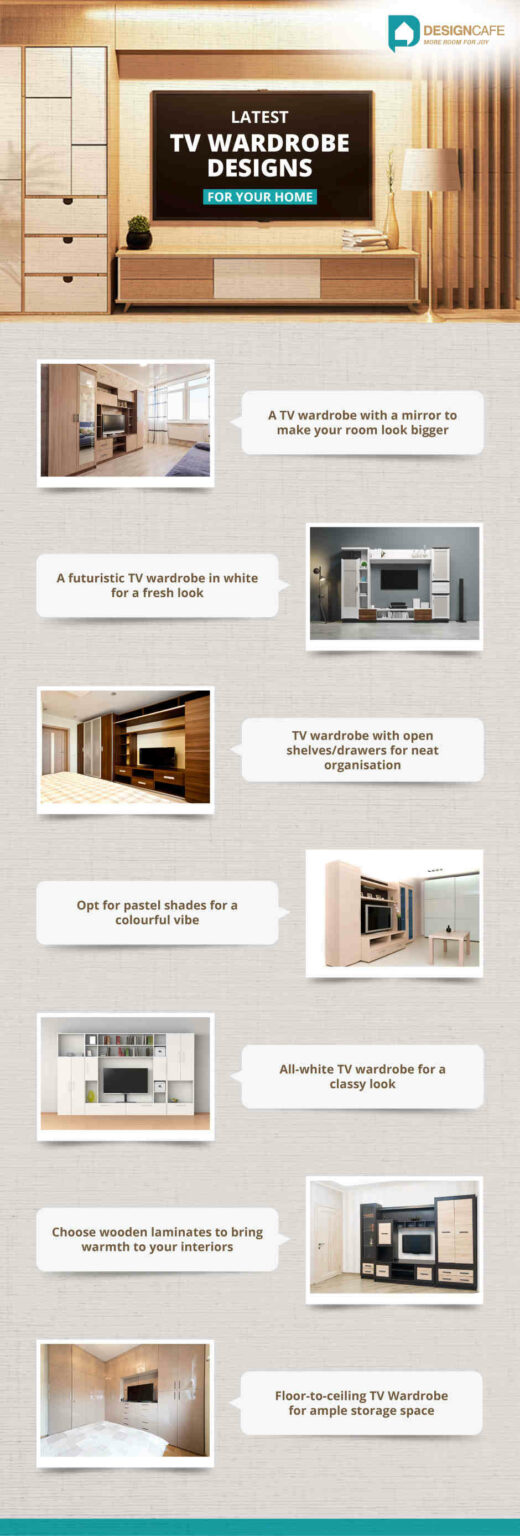 DESIGNCAFE
MORE ROOM FOR JOY
LATEST
TV WARDROBE
DESIGNS
FOR YOUR HOME
A TV wardrobe with a mirror to
make your room look bigger
A futuristic TV wardrobe in white
for a fresh look
TV wardrobe with open
shelves/drawers for neat
organisation
Opt for pastel shades for a
colourful vibe
All-white TV wardrobe for a
classy look
Choose wooden laminates to bring
warmth to your interiors
Floor-to-ceiling TV Wardrobe
for ample storage space